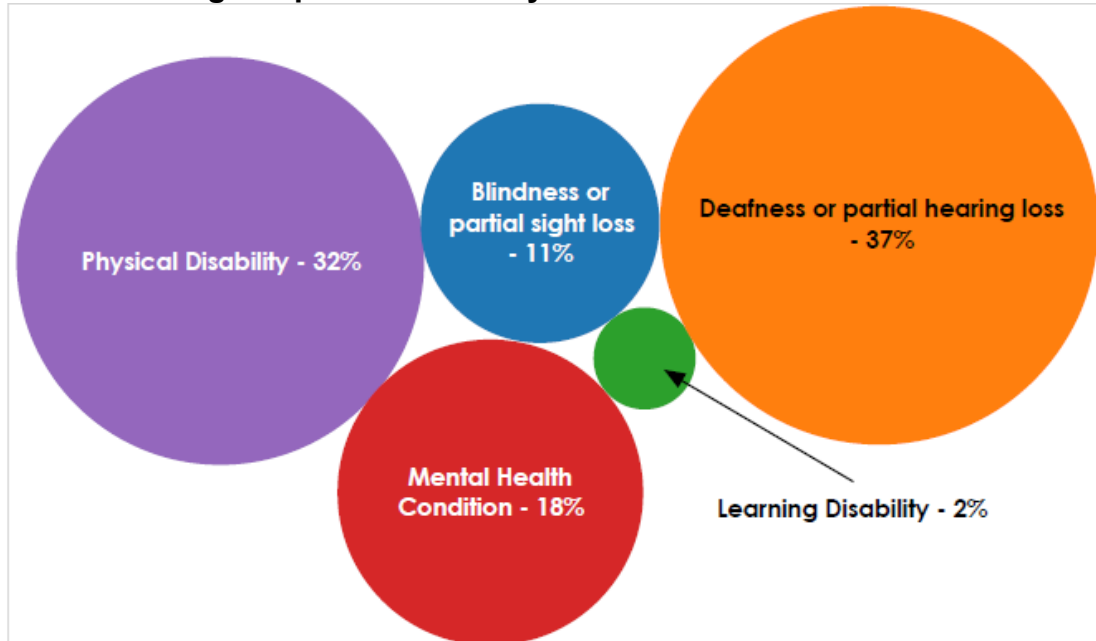 Physical Disability - 32%
Blindness or
partial sight loss
- 11%
Deafness or partial hearing loss
- 37%
Mental Health
Condition - 18%
Learning Disability - 2%